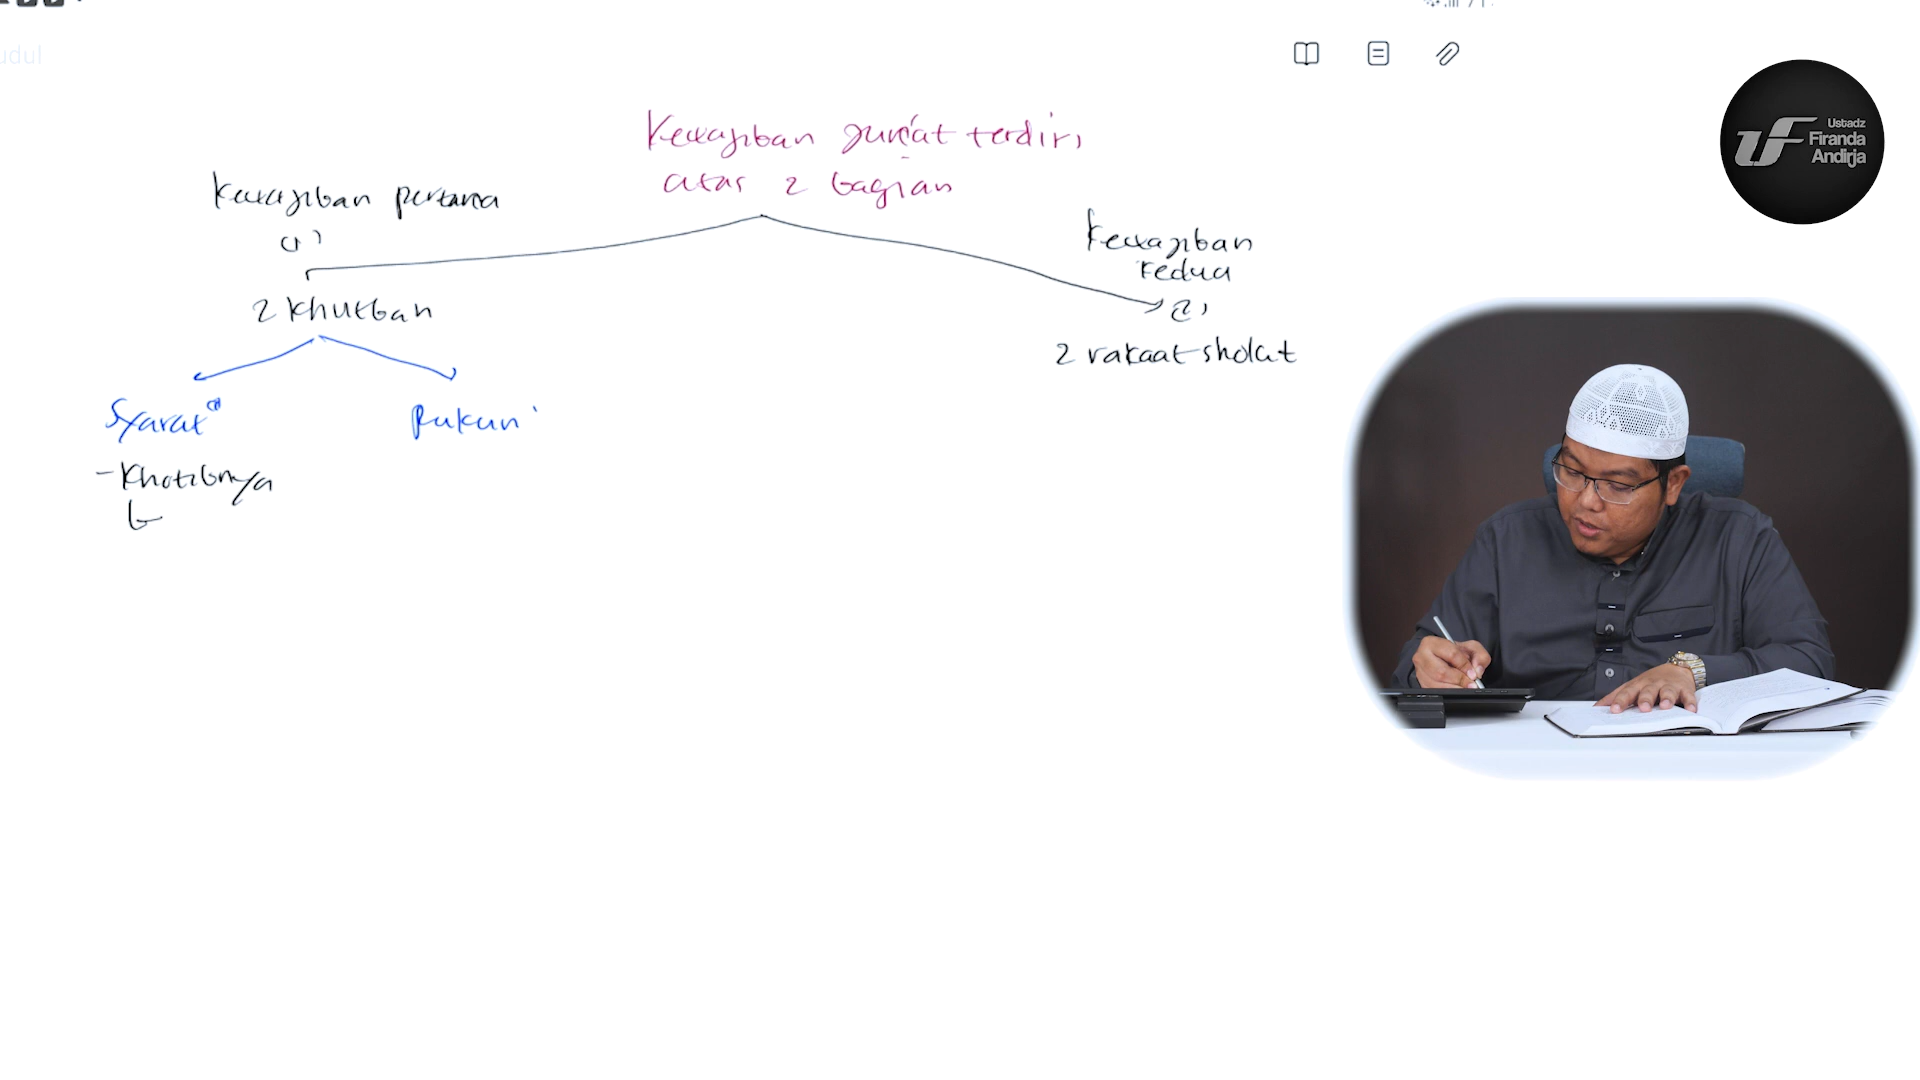 udul
Ustadz
Firanda
Andirja
Kewajiban jum'at terdiri
atas 2 bagian
Kewajiban pertama
(1)
2 khutbah
Kewajiban
kedua
(2)
2 rakaat sholat
Syarat
Rukun
- Khotibnya
b